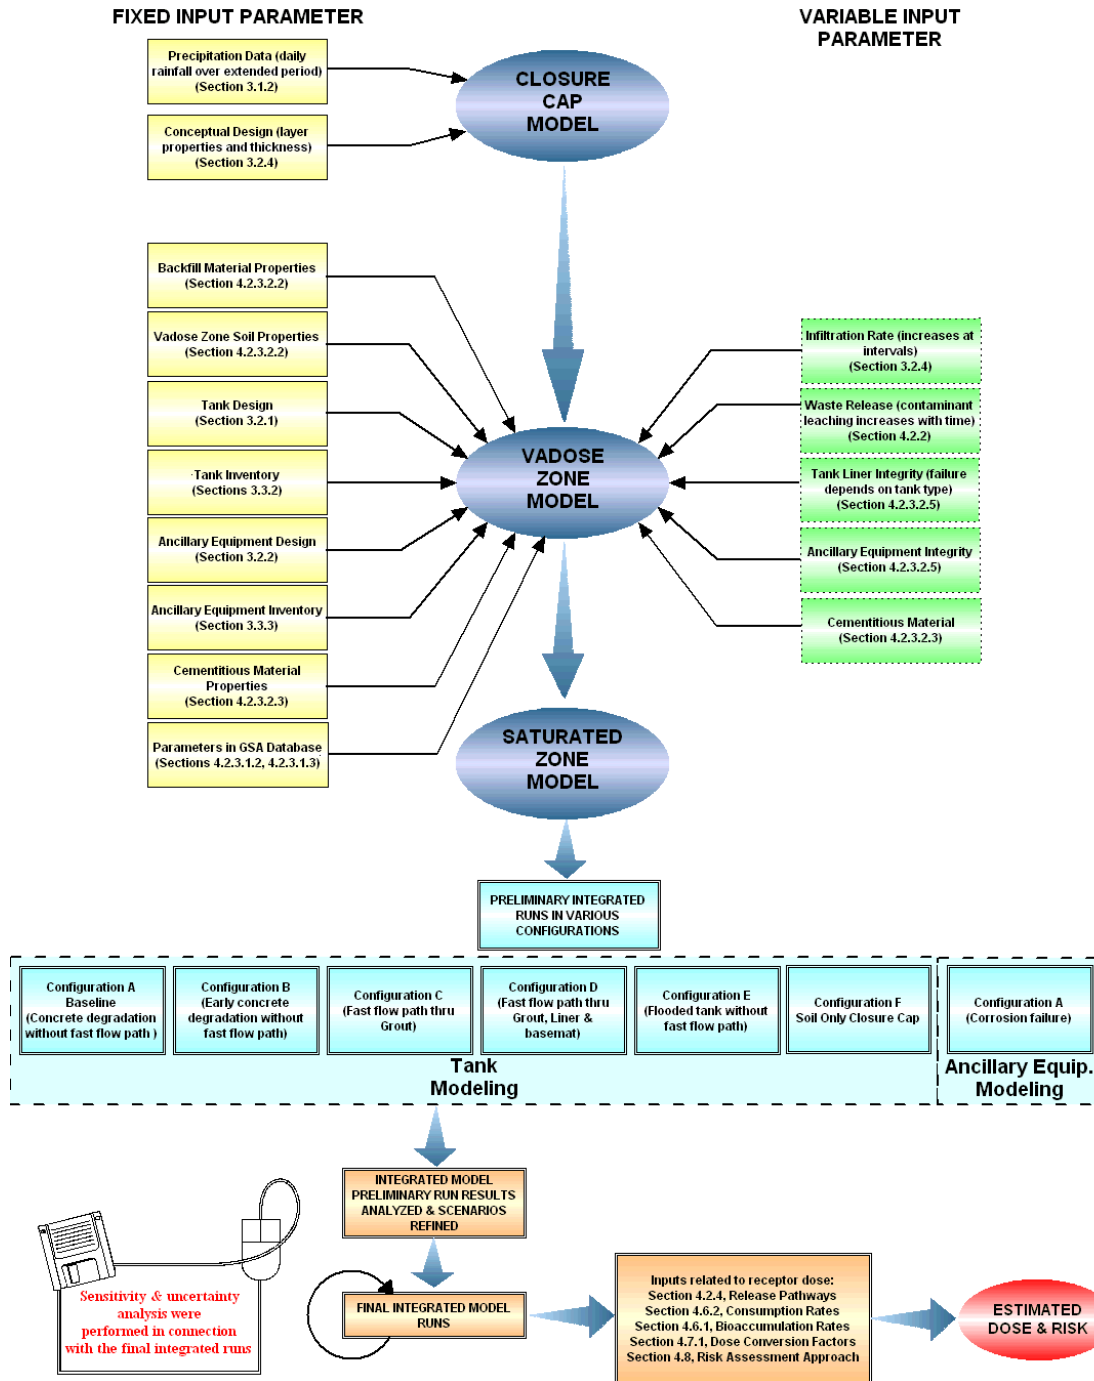 FIXED INPUT PARAMETER
VARIABLE INPUT
PARAMETER
Precipitation Data (daily
rainfall over extended period)
(Section 3.1.2)
Conceptual Design (layer
properties and thickness)
(Section 3.2.4)
CLOSURE
CAP
MODEL
Backfill Material Properties
(Section 4.2.3.2.2)
Vadose Zone Soil Properties
(Section 4.2.3.2.2)
Tank Design
(Section 3.2.1)
Tank Inventory
(Sections 3.3.2)
Ancillary Equipment Design
(Section 3.2.2)
Ancillary Equipment Inventory
(Section 3.3.3)
Cementitious Material
Properties
(Section 4.2.3.2.3)
Parameters in GSA Database
(Sections 4.2.3.1.2, 4.2.3.1.3)
VADOSE
ZONE
MODEL
Infiltration Rate (increases at
intervals)
(Section 3.2.4)
Waste Release (contaminant
leaching increases with time)
(Section 4.2.2)
Tank Liner Integrity (failure
depends on tank type)
(Section 4.2.3.2.5)
Ancillary Equipment Integrity
(Section 4.2.3.2.5)
Cementitious Material
(Section 4.2.3.2.3)
SATURATED
ZONE
MODEL
PRELIMINARY INTEGRATED
RUNS IN VARIOUS
CONFIGURATIONS
Configuration A
Baseline
(Concrete degradation
without fast flow path )
Configuration B
(Early concrete
degradation without
fast flow path)
Configuration C
(Fast flow path thru
Grout)
Configuration D
(Fast flow path thru
Grout, Liner &
basemat)
Configuration E
(Flooded tank without
fast flow path)
Configuration F
Soil Only Closure Cap
Configuration A
(Corrosion failure)
Tank
Modeling
Ancillary Equip.
Modeling
INTEGRATED MODEL
PRELIMINARY RUN RESULTS
ANALYZED & SCENARIOS
REFINED
Sensitivity & uncertainty
analysis were
performed in connection
with the final integrated runs
FINAL INTEGRATED MODEL
RUNS
Inputs related to receptor dose:
Section 4.2.4, Release Pathways
Section 4.6.2, Consumption Rates
Section 4.6.1, Bioaccumulation Rates
Section 4.7.1, Dose Conversion Factors
Section 4.8, Risk Assessment Approach
ESTIMATED
DOSE & RISK